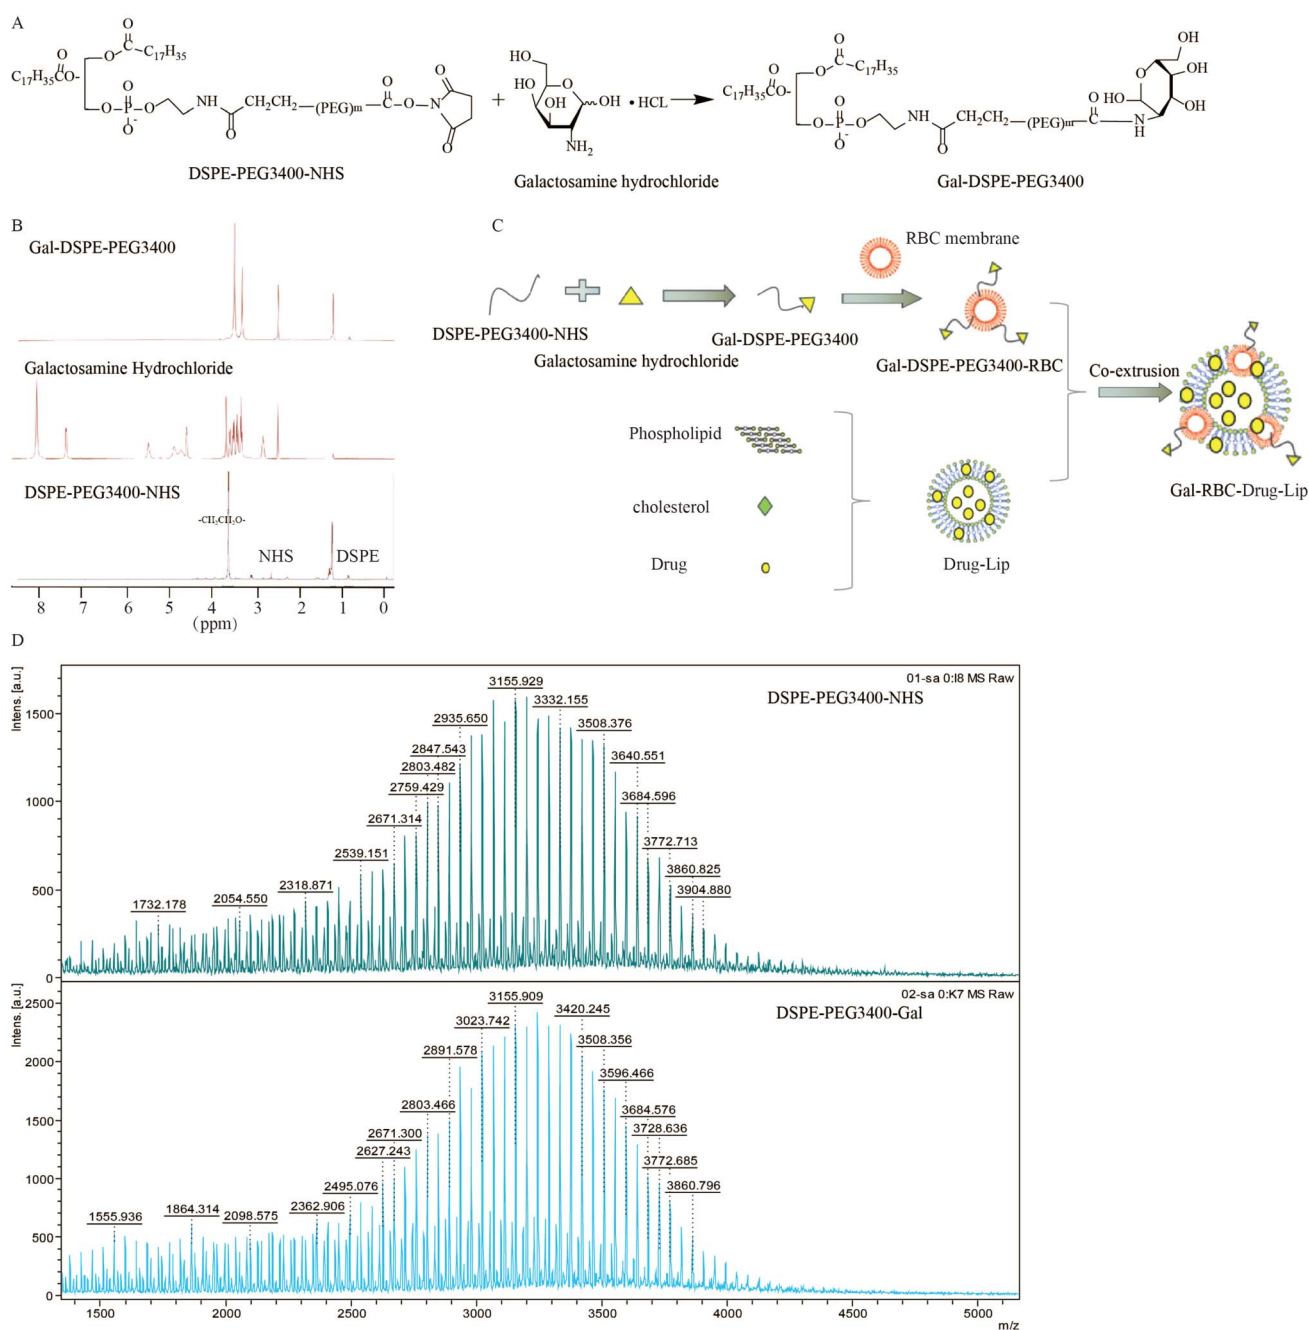 A
O
C
O
C₁₇H₃₅
O
C₁₇H₃₅CO-
O
O-P-O
O-
NH
O
CH₂CH₂
(PEG)m
O
C
O-N
O
O
DSPE-PEG3400-NHS
+
HO
HO
O
OH
OH
NH₂
• HCL
Galactosamine hydrochloride
O
O
C₁₇H₃₅
O
C₁₇H₃₅CO-
O
O-P-O
O-
NH
O
CH₂CH₂
(PEG)m
O
C
N
H
HO
O
OH
OH
OH
Gal-DSPE-PEG3400
B
Gal-DSPE-PEG3400
Galactosamine Hydrochloride
DSPE-PEG3400-NHS
-CH₂CH₂O-
NHS
DSPE
8 7 6 5 4 3 2 1 0
(ppm)
C
RBC membrane
DSPE-PEG3400-NHS
Galactosamine hydrochloride
Gal-DSPE-PEG3400
Gal-DSPE-PEG3400-RBC
Co-extrusion
Phospholipid
cholesterol
Drug
Drug-Lip
Gal-RBC-Drug-Lip
D
Intens. [a.u.]
01-sa 0:I8 MS Raw
DSPE-PEG3400-NHS
1500
1000
500
0
1732.178
2054.550
2318.871
2539.151
2671.314
2759.429
2803.482
2847.543
2935.650
3155.929
3332.155
3508.376
3640.551
3684.596
3772.713
3860.825
3904.880
Intens. [a.u.]
02-sa 0:K7 MS Raw
DSPE-PEG3400-Gal
2500
2000
1500
1000
500
0
1555.936
1864.314
2098.575
2362.906
2495.076
2627.243
2671.300
2803.466
2891.578
3023.742
3155.909
3420.245
3508.356
3596.466
3684.576
3728.636
3772.685
3860.796
1500 2000 2500 3000 3500 4000 4500 5000
m/z